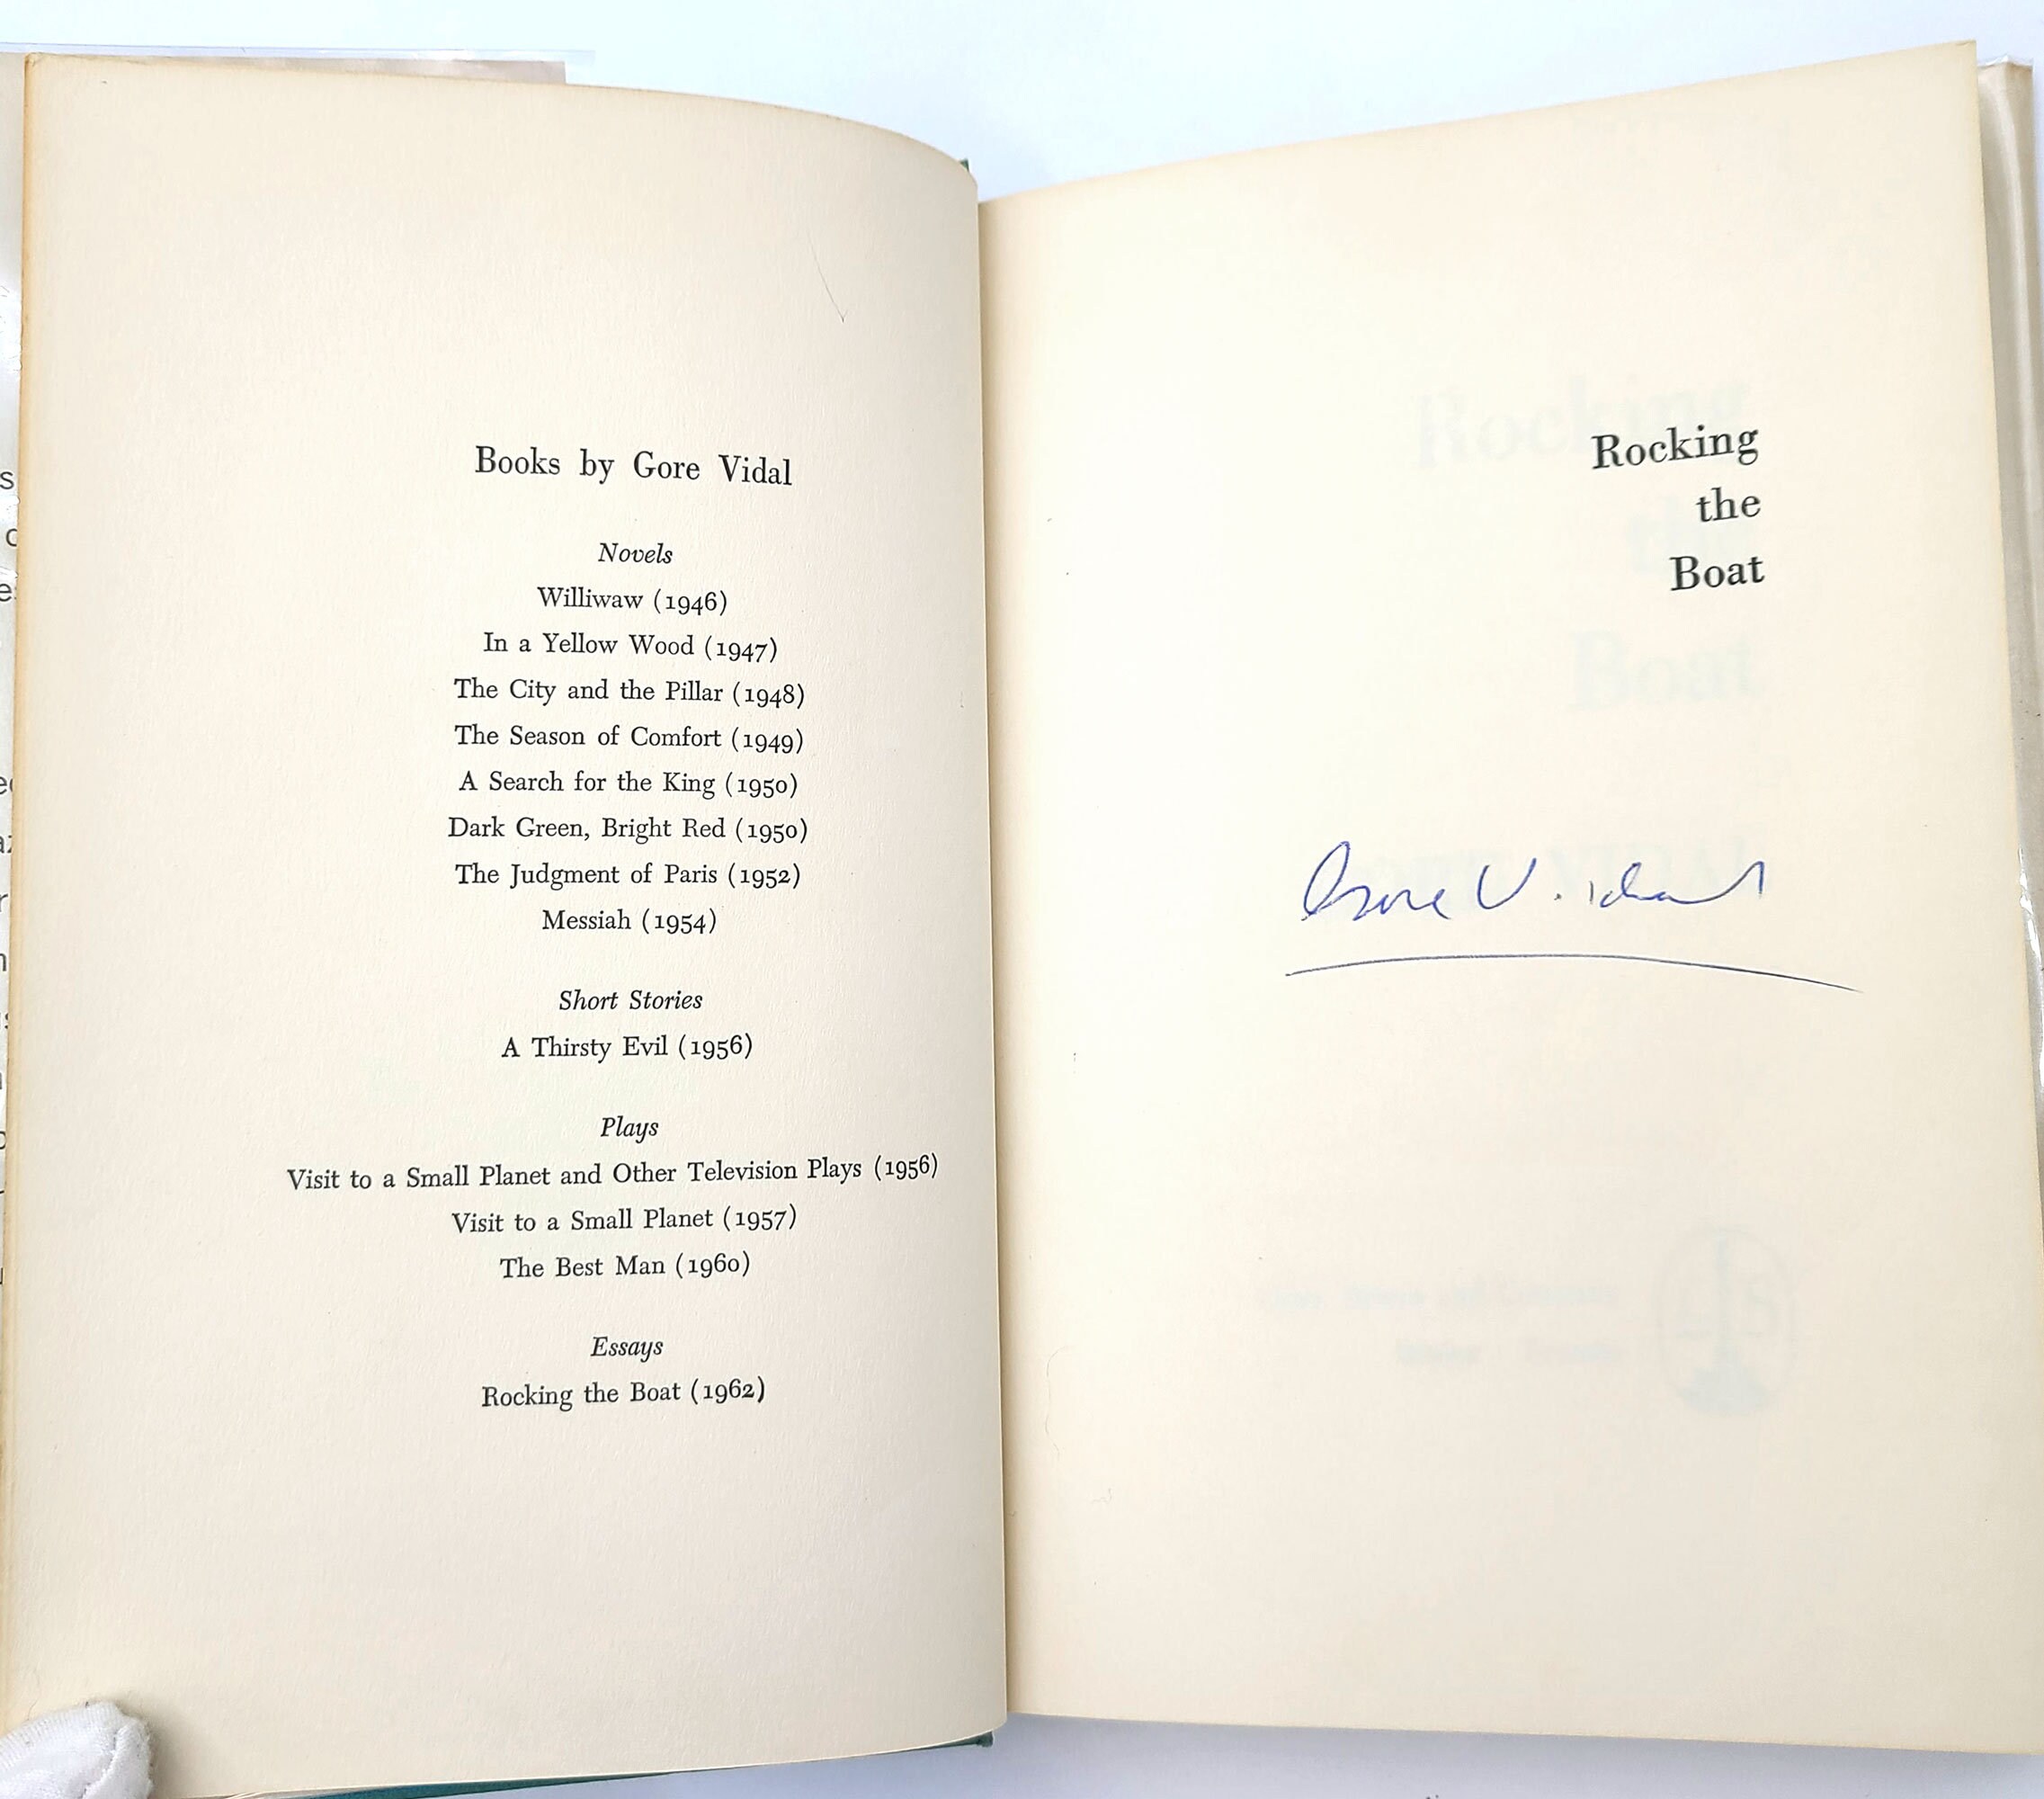 Books by Gore Vidal
Novels
Williwaw (1946)
In a Yellow Wood (1947)
The City and the Pillar (1948)
The Season of Comfort (1949)
A Search for the King (1950)
Dark Green, Bright Red (1950)
The Judgment of Paris (1952)
Messiah (1954)
Short Stories
A Thirsty Evil (1956)
Plays
Visit to a Small Planet and Other Television Plays (1956)
Visit to a Small Planet (1957)
The Best Man (1960)
Essays
Rocking the Boat (1962)
Rocking
the
Boat
Gore Vidal